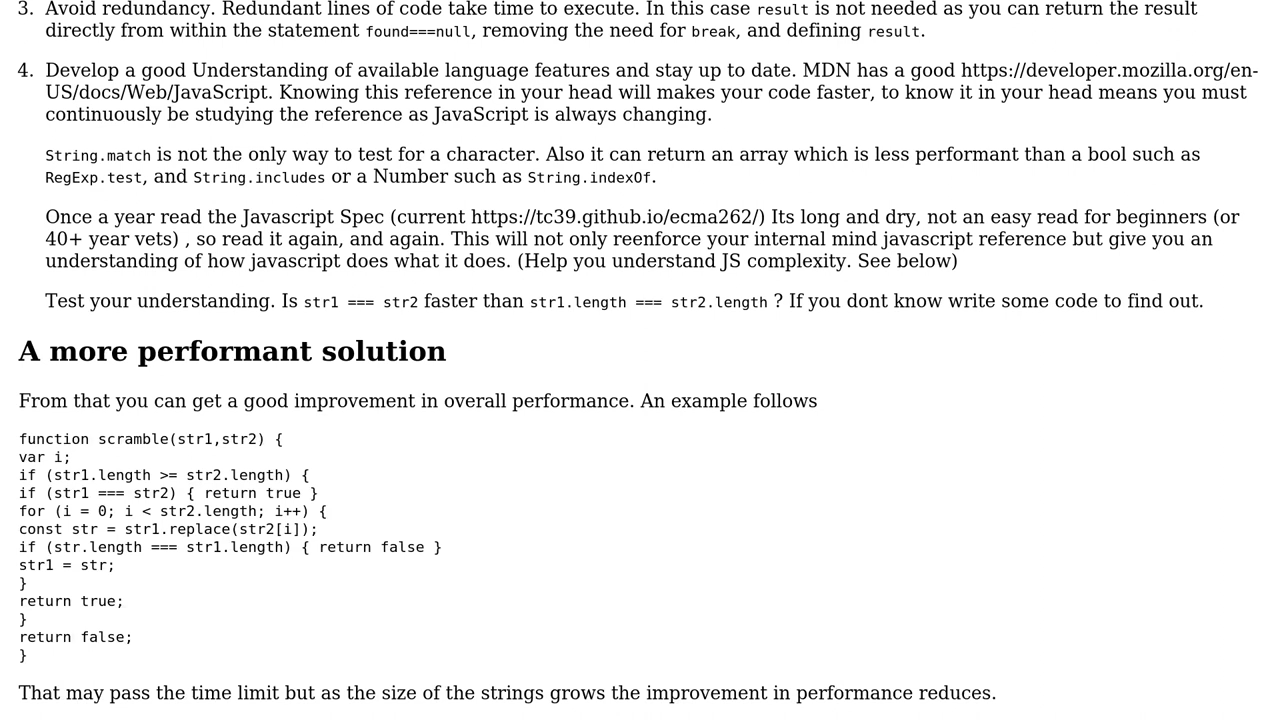 3. Avoid redundancy. Redundant lines of code take time to execute. In this case result is not needed as you can return the result
directly from within the statement found===null, removing the need for break, and defining result.
4. Develop a good Understanding of available language features and stay up to date. MDN has a good https://developer.mozilla.org/en-
US/docs/Web/JavaScript. Knowing this reference in your head will makes your code faster, to know it in your head means you must
continuously be studying the reference as JavaScript is always changing.
String.match is not the only way to test for a character. Also it can return an array which is less performant than a bool such as
RegExp.test, and String.includes or a Number such as String.indexOf.
Once a year read the Javascript Spec (current https://tc39.github.io/ecma262/) Its long and dry, not an easy read for beginners (or
40+ year vets) , so read it again, and again. This will not only reenforce your internal mind javascript reference but give you an
understanding of how javascript does what it does. (Help you understand JS complexity. See below)
Test your understanding. Is str1 === str2 faster than str1.length === str2.length ? If you dont know write some code to find out.
A more performant solution
From that you can get a good improvement in overall performance. An example follows
function scramble(str1,str2) {
var i;
if (str1.length >= str2.length) {
if (str1 === str2) { return true }
for (i = 0; i < str2.length; i++) {
const str = str1.replace(str2[i]);
if (str.length === str1.length) { return false }
str1 = str;
}
return true;
}
return false;
}
That may pass the time limit but as the size of the strings grows the improvement in performance reduces.